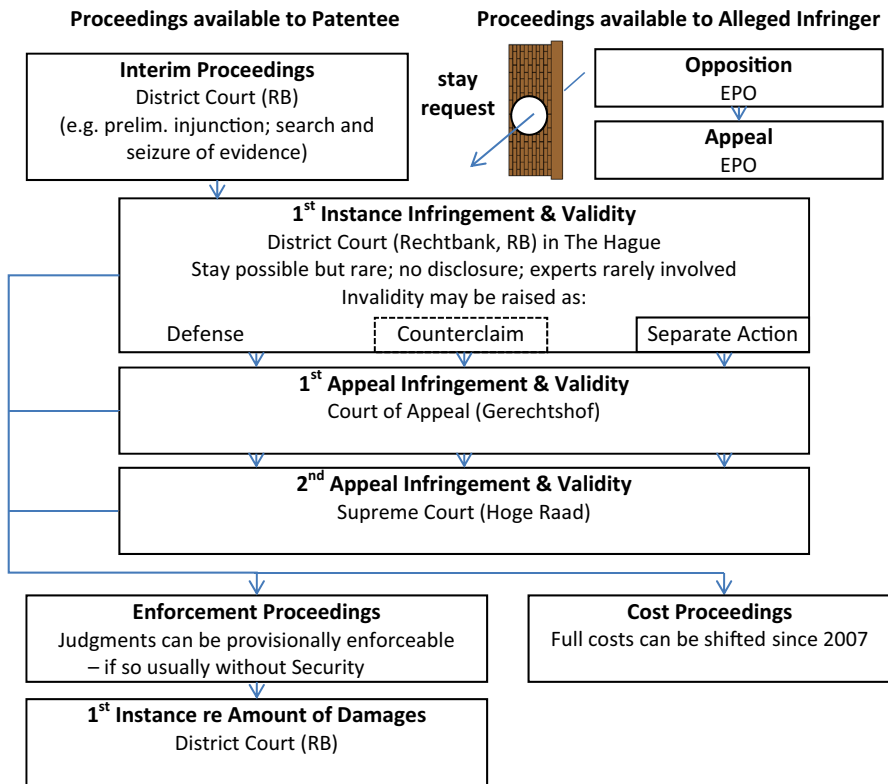 Proceedings available to Patentee
Proceedings available to Alleged Infringer
Interim Proceedings
District Court (RB)
(e.g. prelim. injunction; search and
seizure of evidence)
stay
request
Opposition
EPO
Appeal
EPO
1st Instance Infringement & Validity
District Court (Rechtbank, RB) in The Hague
Stay possible but rare; no disclosure; experts rarely involved
Invalidity may be raised as:
Defense
Counterclaim
Separate Action
1st Appeal Infringement & Validity
Court of Appeal (Gerechtshof)
2nd Appeal Infringement & Validity
Supreme Court (Hoge Raad)
Enforcement Proceedings
Judgments can be provisionally enforceable
– if so usually without Security
Cost Proceedings
Full costs can be shifted since 2007
1st Instance re Amount of Damages
District Court (RB)